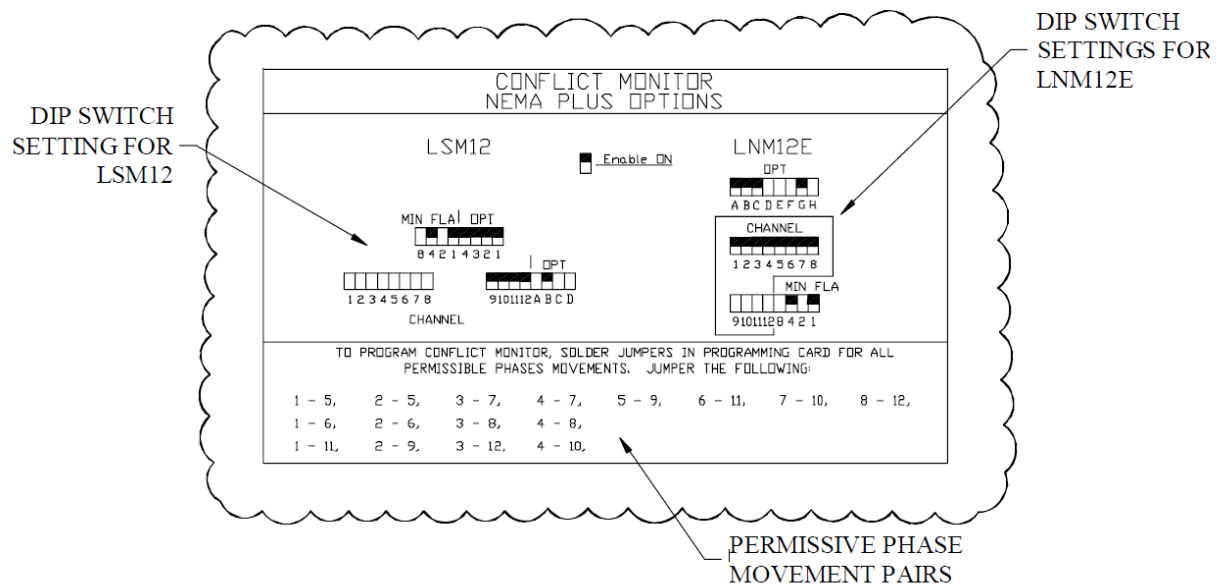 DIP SWITCH
SETTINGS FOR
LNM12E
DIP SWITCH
SETTING FOR
LSM12
CONFLICT MONITOR
NEMA PLUS OPTIONS
LSM12
Enable ON
LNM12E
OPT
A B C D E F G H
MIN FLA OPT
8 4 2 1 4 3 2 1
CHANNEL
1 2 3 4 5 6 7 8
OPT
1 2 3 4 5 6 7 8
9 10 11 12 A B C D
CHANNEL
MIN FLA
9 10 11 12 8 4 2 1
TO PROGRAM CONFLICT MONITOR, SOLDER JUMPERS IN PROGRAMMING CARD FOR ALL
PERMISSIBLE PHASES MOVEMENTS. JUMPER THE FOLLOWING:
1 - 5, 2 - 5, 3 - 7, 4 - 7, 5 - 9, 6 - 11, 7 - 10, 8 - 12,
1 - 6, 2 - 6, 3 - 8, 4 - 8,
1 - 11, 2 - 9, 3 - 12, 4 - 10,
PERMISSIVE PHASE
MOVEMENT PAIRS